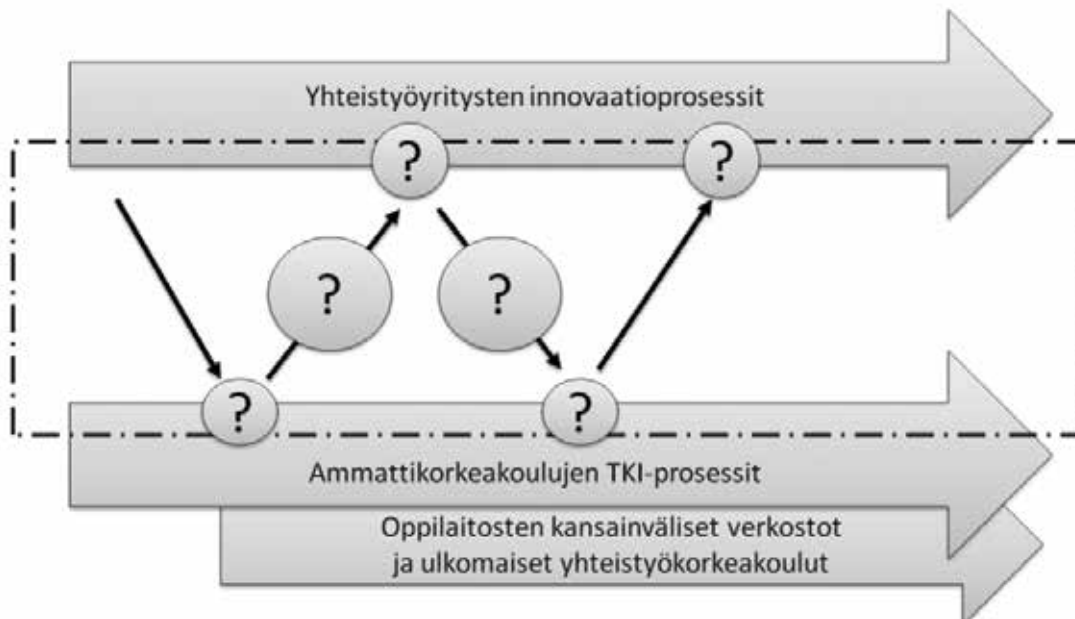 Yhteistyöyritysten innovaatioprosessit
?
?
?
?
?
?
Ammattikorkeakoulujen TKI-prosessit
Oppilaitosten kansainväliset verkostot
ja ulkomaiset yhteistyökorkeakoulut